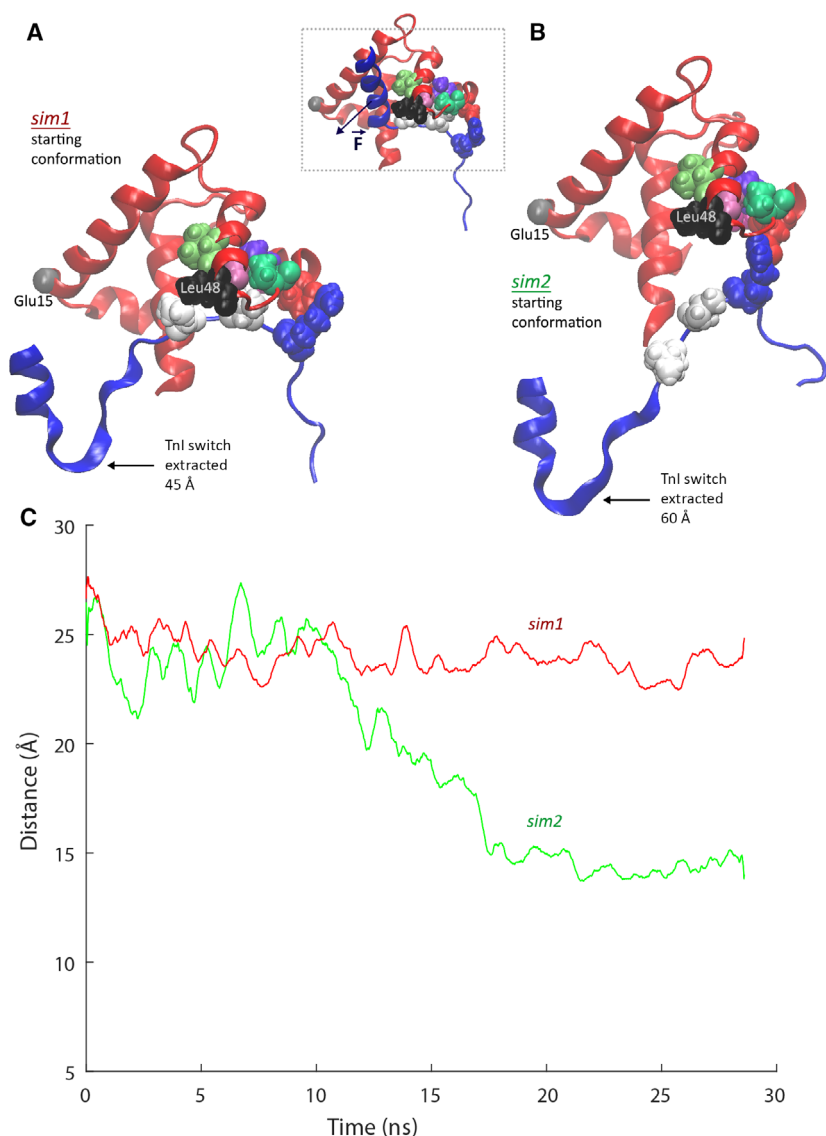 A
sim1
starting
conformation
F
Glu15
Leu48
TnI switch
extracted
45 Å
B
Leu48
Glu15
sim2
starting
conformation
TnI switch
extracted
60 Å
C
30
25
20
15
10
5
Distance (Å)
sim1
sim2
0
5
10
15
20
25
30
Time (ns)